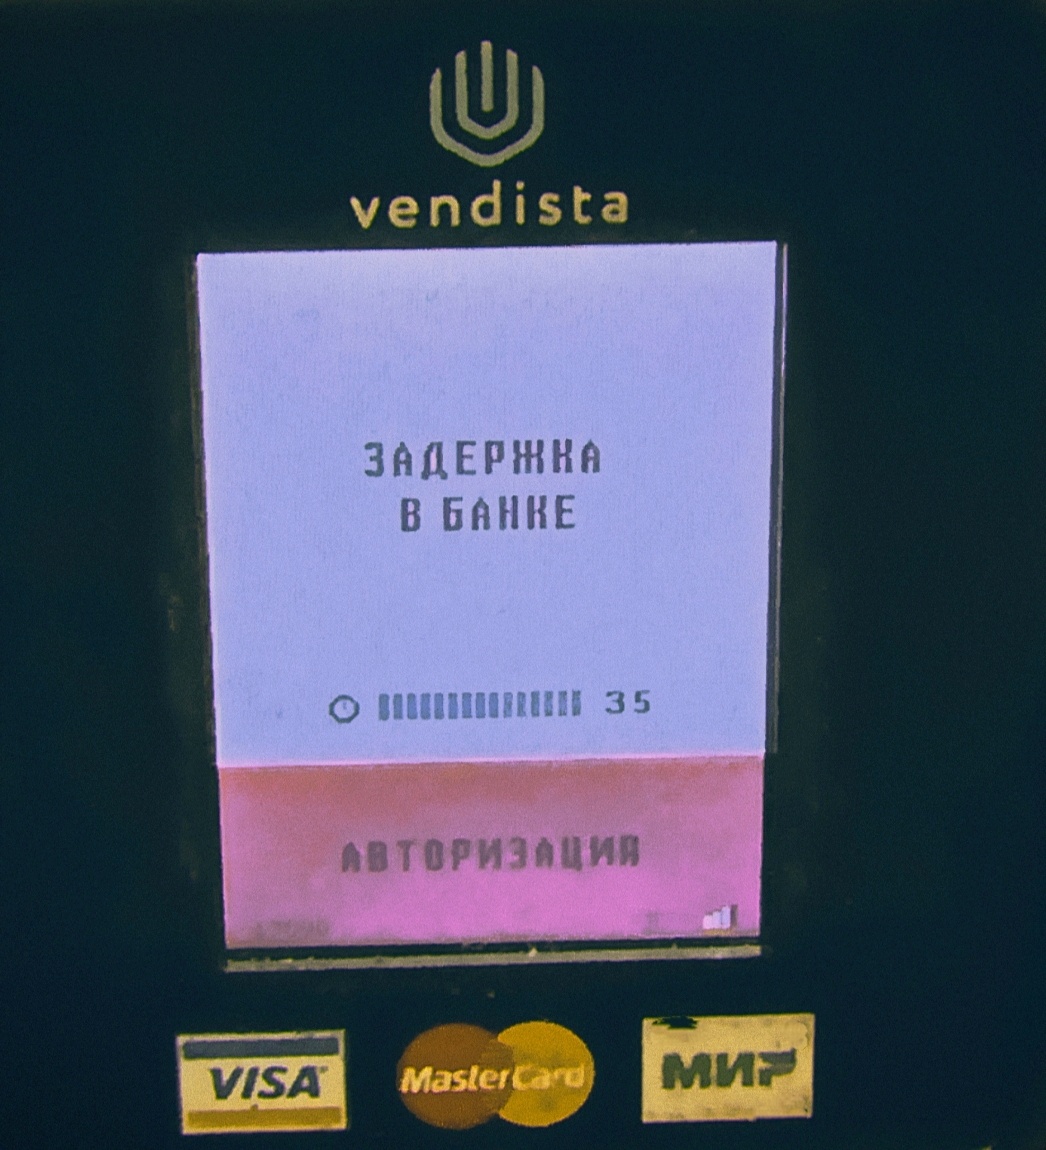 vendista
ЗАДЕРЖКА
В БАНКЕ
35
АВТОРИЗАЦИЯ
VISA
MasterCard
МИР